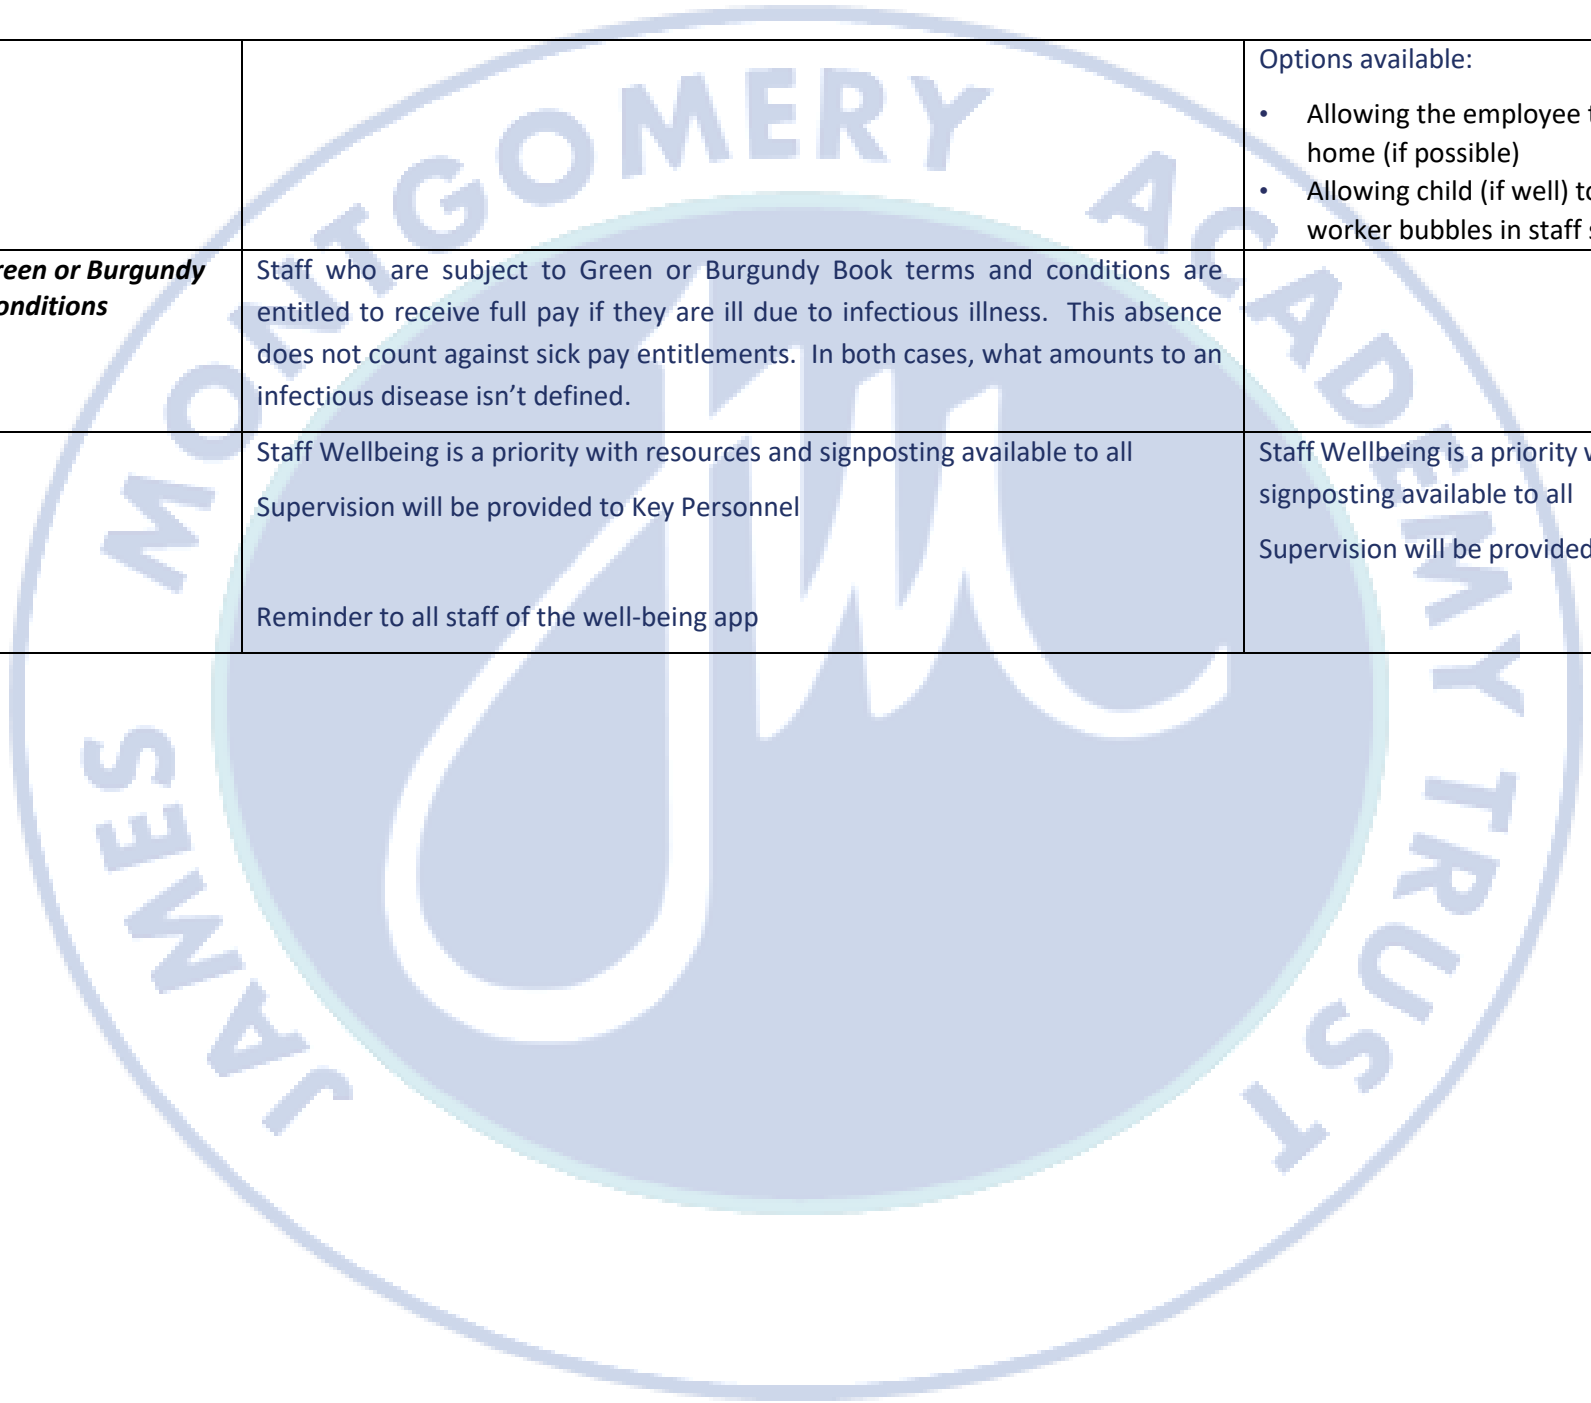 Options available:
• Allowing the employee
home (if possible)
• Allowing child (if well) to
worker bubbles in staff
reen or Burgundy
onditions
Staff who are subject to Green or Burgundy Book terms and conditions are
entitled to receive full pay if they are ill due to infectious illness. This absence
does not count against sick pay entitlements. In both cases, what amounts to an
infectious disease isn’t defined.
Staff Wellbeing is a priority with resources and signposting available to all
Supervision will be provided to Key Personnel
Reminder to all staff of the well-being app
Staff Wellbeing is a priority
signposting available to all
Supervision will be provided
JAMES MONTGOMERY ACADEMY TRUST
jm